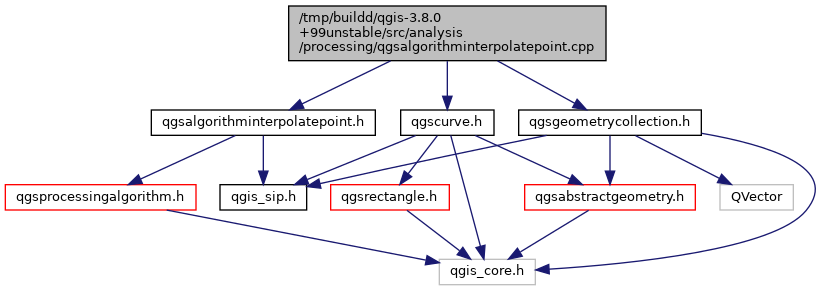 /tmp/buildd/qgis-3.8.0
+99unstable/src/analysis
/processing/qgsalgorithminterpolatepoint.cpp
qgsalgorithminterpolatepoint.h
qgscurve.h
qgsgeometrycollection.h
qgsprocessingalgorithm.h
qgis_sip.h
qgsrectangle.h
qgsabstractgeometry.h
QVector
qgis_core.h